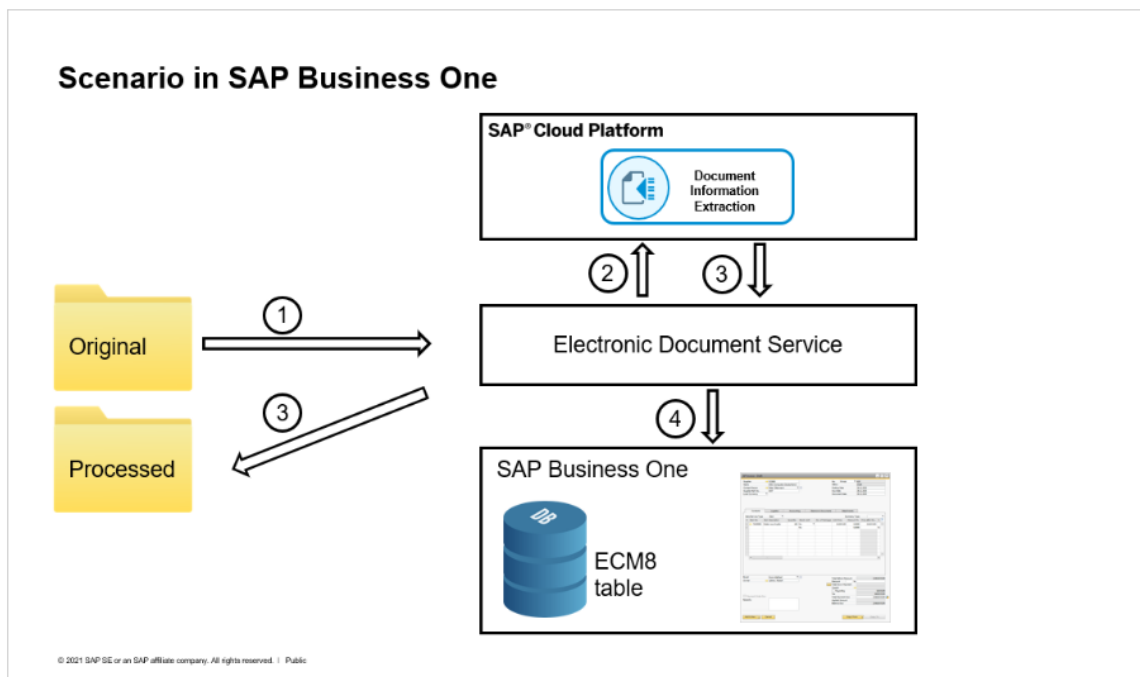 Scenario in SAP Business One
SAP® Cloud Platform
Document
Information
Extraction
2
3
Original
1
Electronic Document Service
3
Processed
4
SAP Business One
DB
ECM8
table
© 2021 SAP SE or an SAP affiliate company. All rights reserved. | Public